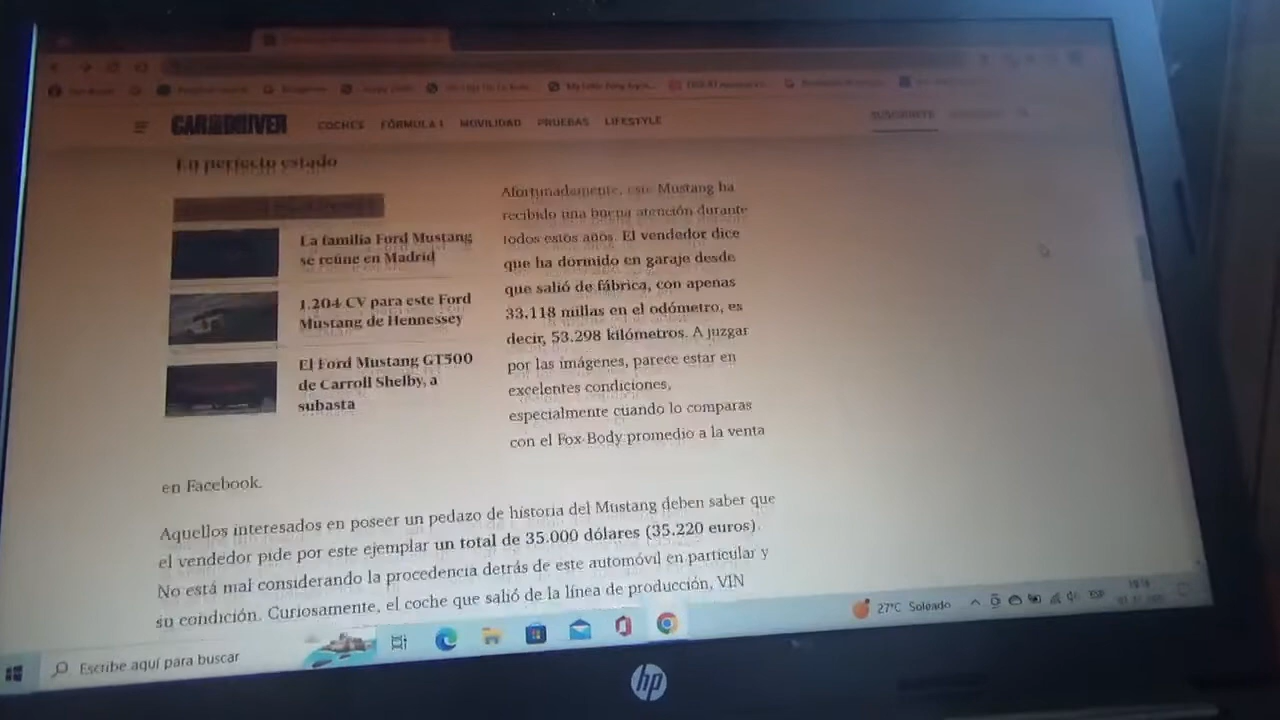 CAR AND DRIVER COCHES FÓRMULA 1 MOVILIDAD PRUEBAS LIFESTYLE SUSCRÍBETE
En perfecto estado
La familia Ford Mustang
se reúne en Madrid
1.204 CV para este Ford
Mustang de Hennessey
El Ford Mustang GT500
de Carroll Shelby, a
subasta
Afortunadamente, este Mustang ha
recibido una buena atención durante
todos estos años. El vendedor dice
que ha dormido en garaje desde
que salió de fábrica, con apenas
33.118 millas en el odómetro, es
decir, 53.298 kilómetros. A juzgar
por las imágenes, parece estar en
excelentes condiciones,
especialmente cuando lo comparas
con el Fox Body promedio a la venta
en Facebook.
Aquellos interesados en poseer un pedazo de historia del Mustang deben saber que
el vendedor pide por este ejemplar un total de 35.000 dólares (35.220 euros).
No está mal considerando la procedencia detrás de este automóvil en particular y
su condición. Curiosamente, el coche que salió de la línea de producción, VIN
Escribe aquí para buscar
27°C Soleado
hp